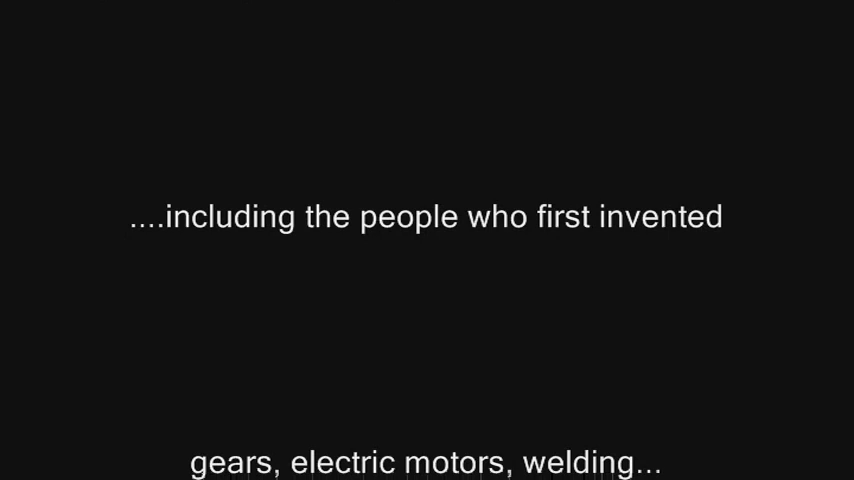 ....including the people who first invented
gears, electric motors, welding...